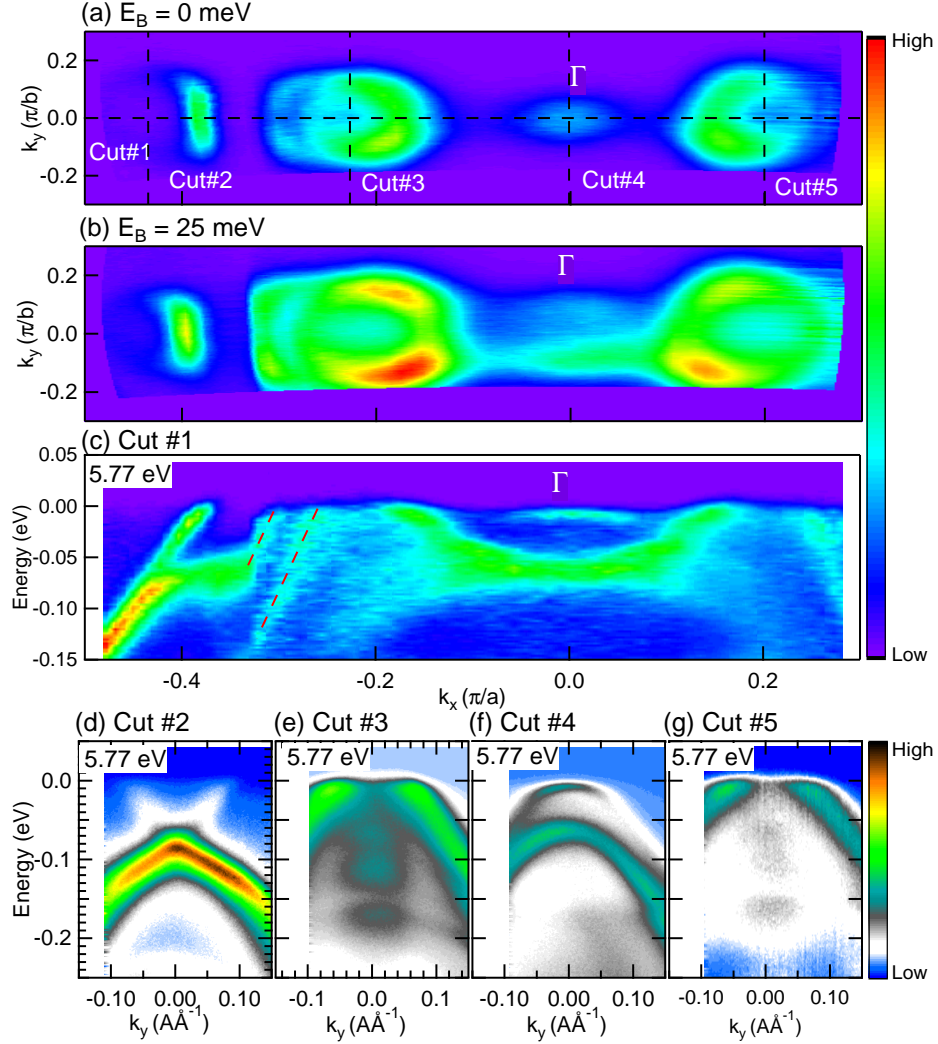 (a) E_B = 0 meV
High
0.2
0.0
-0.2
k_y (π/b)
Γ
Cut#1
Cut#2
Cut#3
Cut#4
Cut#5
(b) E_B = 25 meV
0.2
0.0
-0.2
k_y (π/b)
Γ
(c) Cut #1
5.77 eV
Γ
0.05
0.00
-0.05
-0.10
-0.15
Energy (eV)
Low
-0.4
-0.2
0.0
0.2
k_x (π/a)
(d) Cut #2
(e) Cut #3
(f) Cut #4
(g) Cut #5
5.77 eV
5.77 eV
5.77 eV
5.77 eV
High
0.0
-0.1
-0.2
Energy (eV)
Low
-0.10 0.00 0.10
0.00 0.10
0.00 0.10
-0.10 0.00 0.10
k_y (AÅ⁻¹)
k_y (AÅ⁻¹)
k_y (AÅ⁻¹)
k_y (AÅ⁻¹)